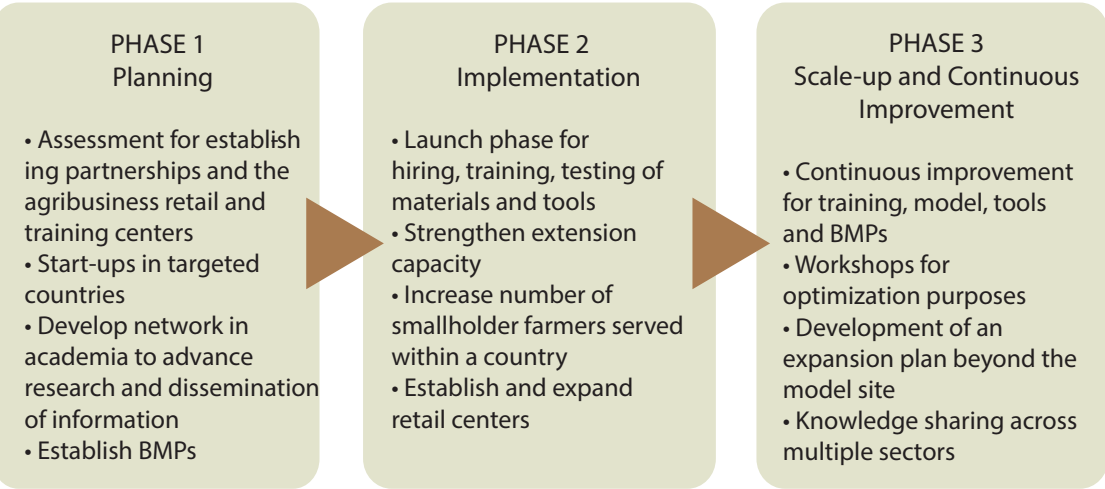 PHASE 1
Planning
• Assessment for establish-
ing partnerships and the
agribusiness retail and
training centers
• Start-ups in targeted
countries
• Develop network in
academia to advance
research and dissemination
of information
• Establish BMPs
PHASE 2
Implementation
• Launch phase for
hiring, training, testing of
materials and tools
• Strengthen extension
capacity
• Increase number of
smallholder farmers served
within a country
• Establish and expand
retail centers
PHASE 3
Scale-up and Continuous
Improvement
• Continuous improvement
for training, model, tools
and BMPs
• Workshops for
optimization purposes
• Development of an
expansion plan beyond the
model site
• Knowledge sharing across
multiple sectors